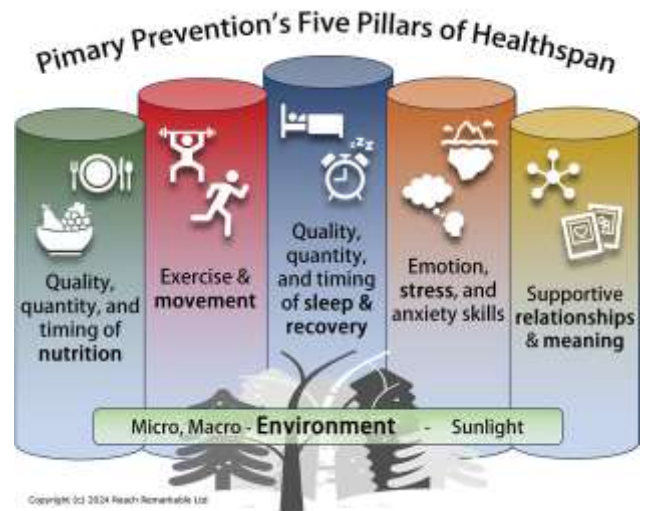 Pimary Prevention's Five Pillars of Healthspan
Quality,
quantity, and
timing of
nutrition
Exercise &
movement
zzz
Quality,
quantity,
and timing
of sleep &
recovery
Emotion,
stress, and
anxiety skills
Supportive
relationships
& meaning
Micro, Macro - Environment - Sunlight
Copyright (c) 2024 Reach Remarkable Ltd